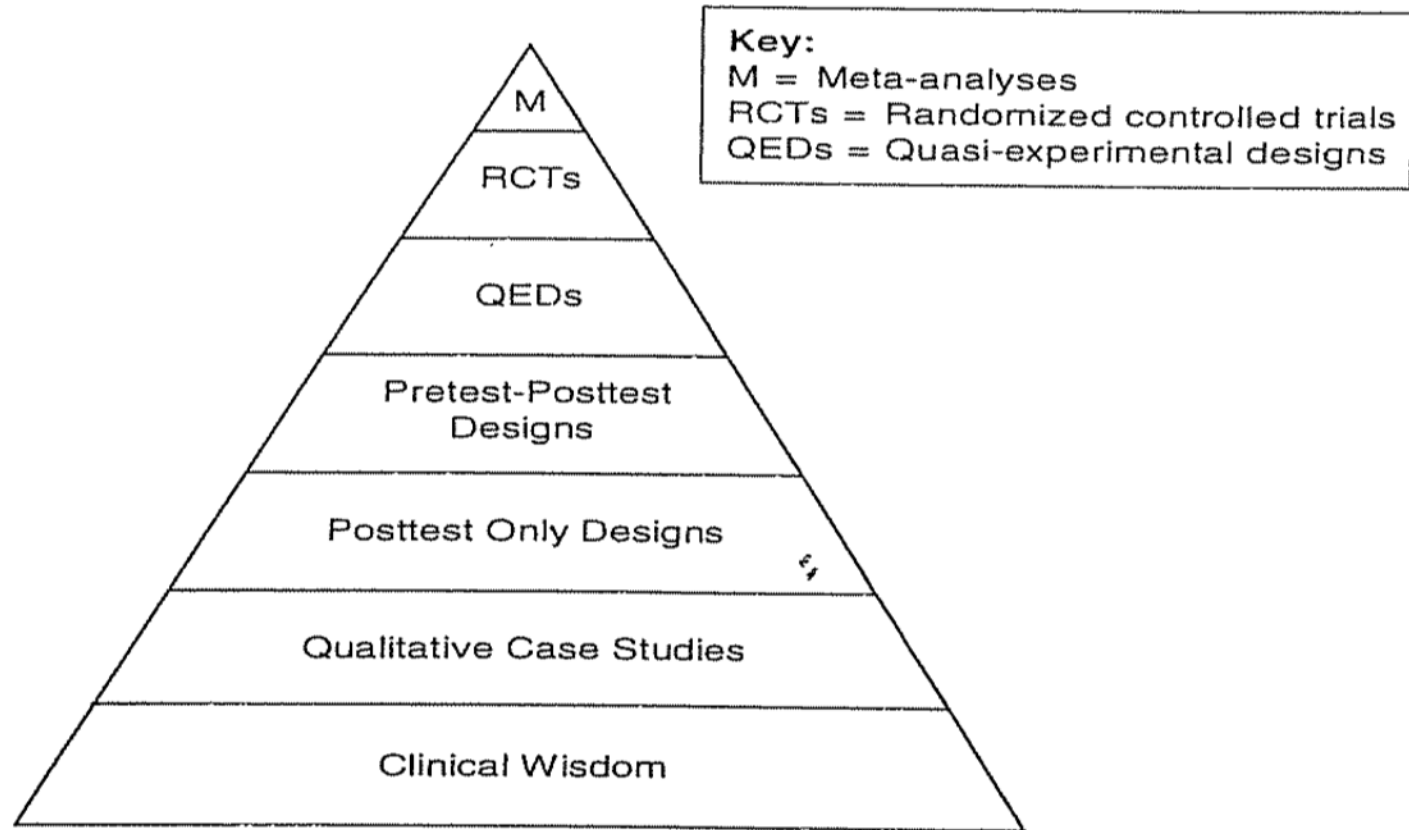 Key:
M = Meta-analyses
RCTs = Randomized controlled trials
QEDs = Quasi-experimental designs
M
RCTs
QEDs
Pretest-Posttest
Designs
Posttest Only Designs
Qualitative Case Studies
Clinical Wisdom